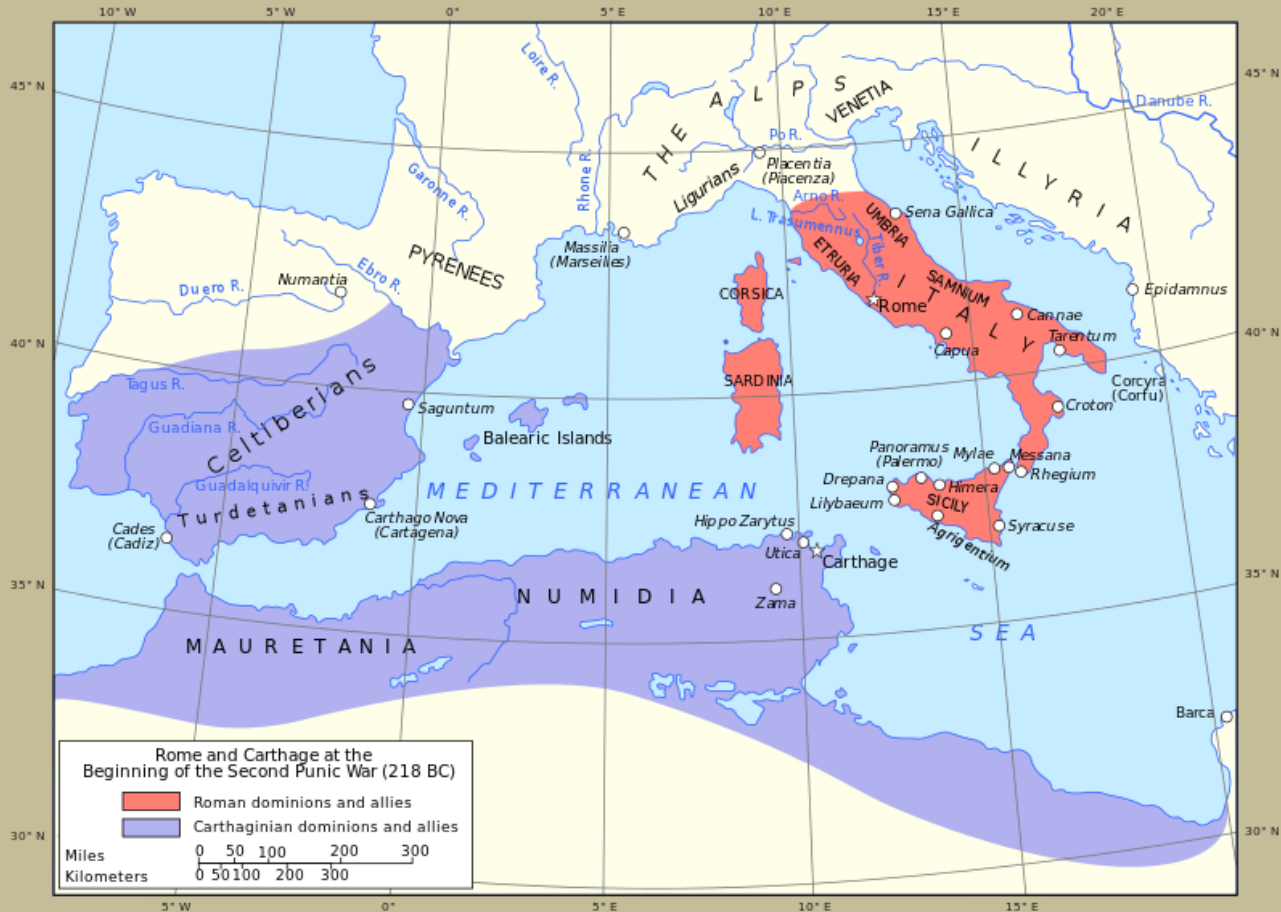 10° W
5° W
0°
5° E
10° E
15° E
20° E
45° N
45° N
Loire R.
THE ALPS
VENETIA
Danube R.
Po R.
ILLYRIA
Rhone R.
Garonne R.
Ligurians
Placentia
(Piacenza)
Arno R.
L. Trasumennus
UMBRIA
Sena Gallica
Massilia
(Marseilles)
PYRENEES
ETRURIA
Tiber R.
Numantia
Ebro R.
Duero R.
CORSICA
ITALY
SAMNIUM
Epidamnus
Rome
Cannae
40° N
40° N
Capua
Tarentum
Tagus R.
Celtiberians
SARDINIA
Corcyra
(Corfu)
Saguntum
Croton
Guadiana R.
Balearic Islands
Panoramus
(Palermo)
Mylae
Messana
Rhegium
Drepana
Himera
Guadalquivir R.
MEDITERRANEAN
Turdetanians
Lilybaeum
SICILY
Carthago Nova
(Cartagena)
Cades
(Cadiz)
Hippo Zarytus
Syracuse
Utica
Carthage
Agrigentium
35° N
35° N
NUMIDIA
Zama
MAURETANIA
SEA
Barca
Rome and Carthage at the
Beginning of the Second Punic War (218 BC)
Roman dominions and allies
Carthaginian dominions and allies
30° N
30° N
Miles
0 50 100 200 300
Kilometers
0 50 100 200 300
5° W
0°
5° E
10° E
15° E